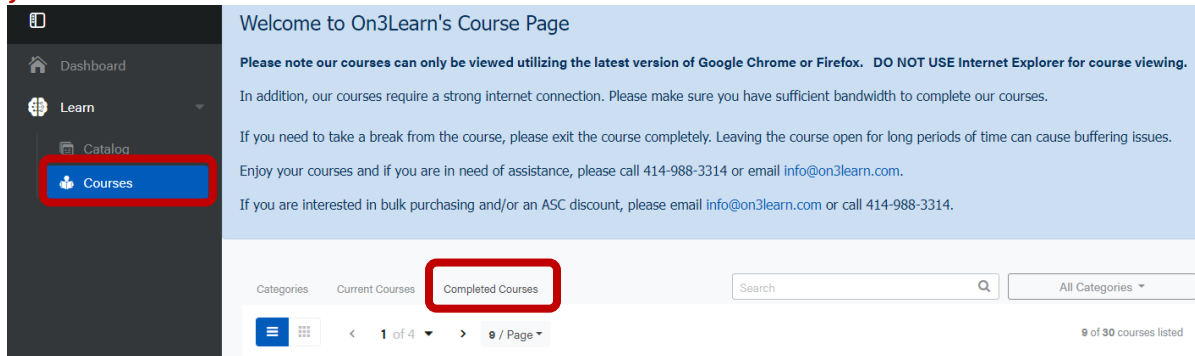 Welcome to On3Learn's Course Page
Dashboard
Please note our courses can only be viewed utilizing the latest version of Google Chrome or Firefox. DO NOT USE Internet Explorer for course viewing.
Learn
In addition, our courses require a strong internet connection. Please make sure you have sufficient bandwidth to complete our courses.
Catalog
If you need to take a break from the course, please exit the course completely. Leaving the course open for long periods of time can cause buffering issues.
Courses
Enjoy your courses and if you are in need of assistance, please call 414-988-3314 or email info@on3learn.com.
If you are interested in bulk purchasing and/or an ASC discount, please email info@on3learn.com or call 414-988-3314.
Categories Current Courses Completed Courses Search All Categories
1 of 4 9 / Page 9 of 30 courses listed